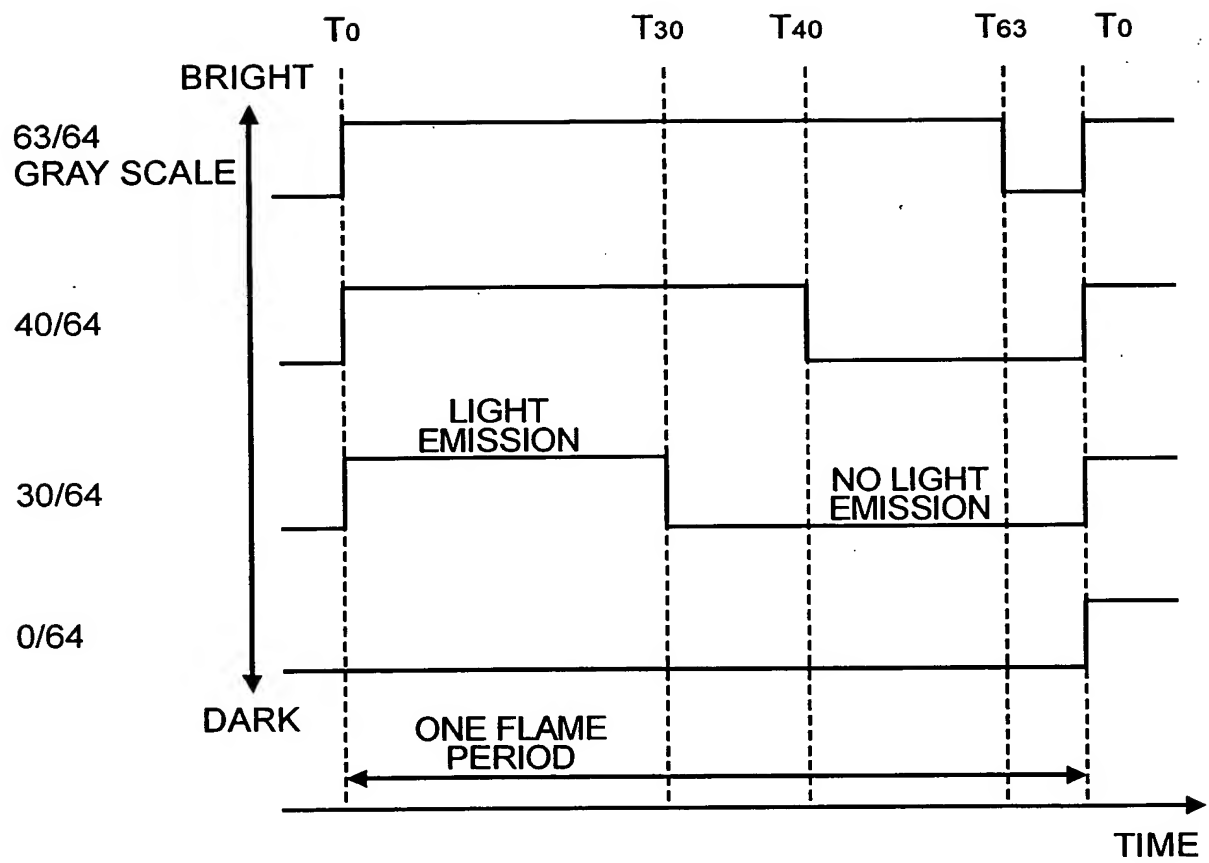 T0 T30 T40 T63 T0
BRIGHT
63/64
GRAY SCALE
40/64
LIGHT
EMISSION
30/64
NO LIGHT
EMISSION
0/64
DARK
ONE FLAME
PERIOD
TIME